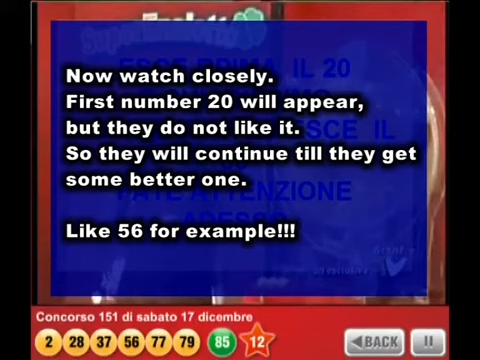 Now watch closely.
First number 20 will appear,
but they do not like it.
So they will continue till they get
some better one.
Like 56 for example!!!
IL 20
ESCE IL
ATTENZIONE
Concorso 151 di sabato 17 dicembre
2 28 37 56 77 79 85 12
BACK